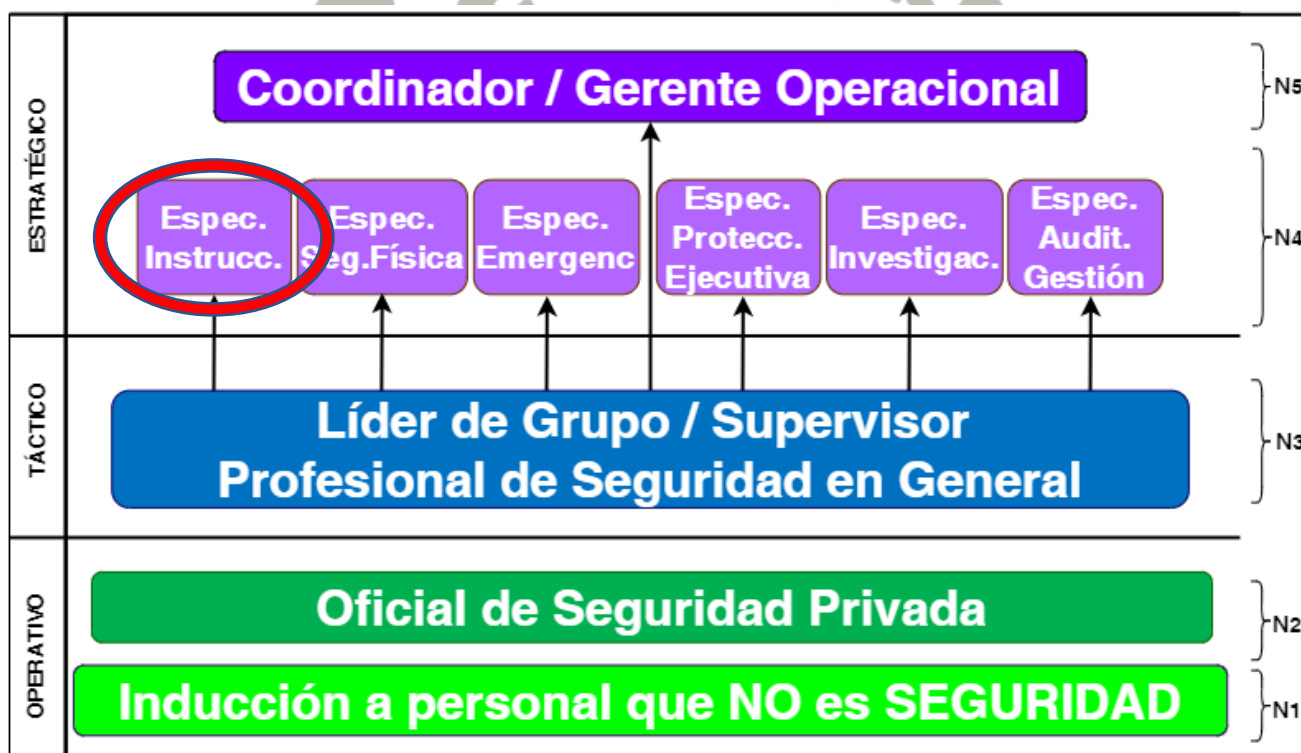 ESTRATÉGICO
Coordinador / Gerente Operacional
N5
Espec.
Instrucc.
Espec.
Seg.Física
Espec.
Emergenc
Espec.
Protecc.
Ejecutiva
Espec.
Investigac.
Espec.
Audit.
Gestión
N4
TÁCTICO
Líder de Grupo / Supervisor
Profesional de Seguridad en General
N3
OPERATIVO
Oficial de Seguridad Privada
N2
Inducción a personal que NO es SEGURIDAD
N1